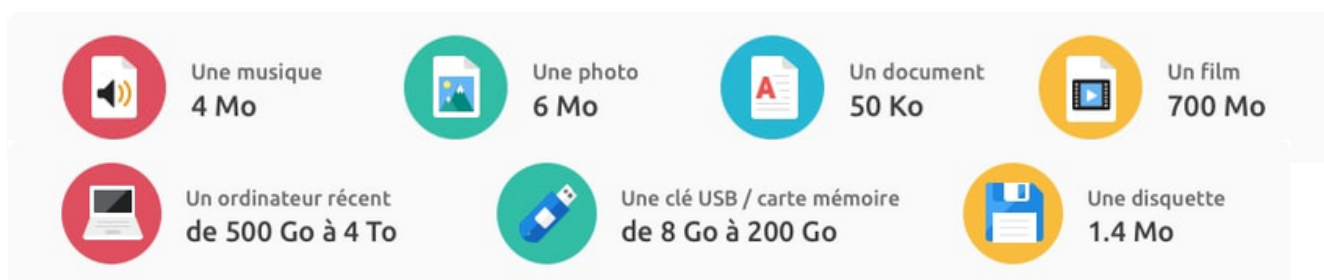 Une musique
4 Mo
Une photo
6 Mo
A
Un document
50 Ko
Un film
700 Mo
Un ordinateur récent
de 500 Go à 4 To
Une clé USB / carte mémoire
de 8 Go à 200 Go
Une disquette
1.4 Mo